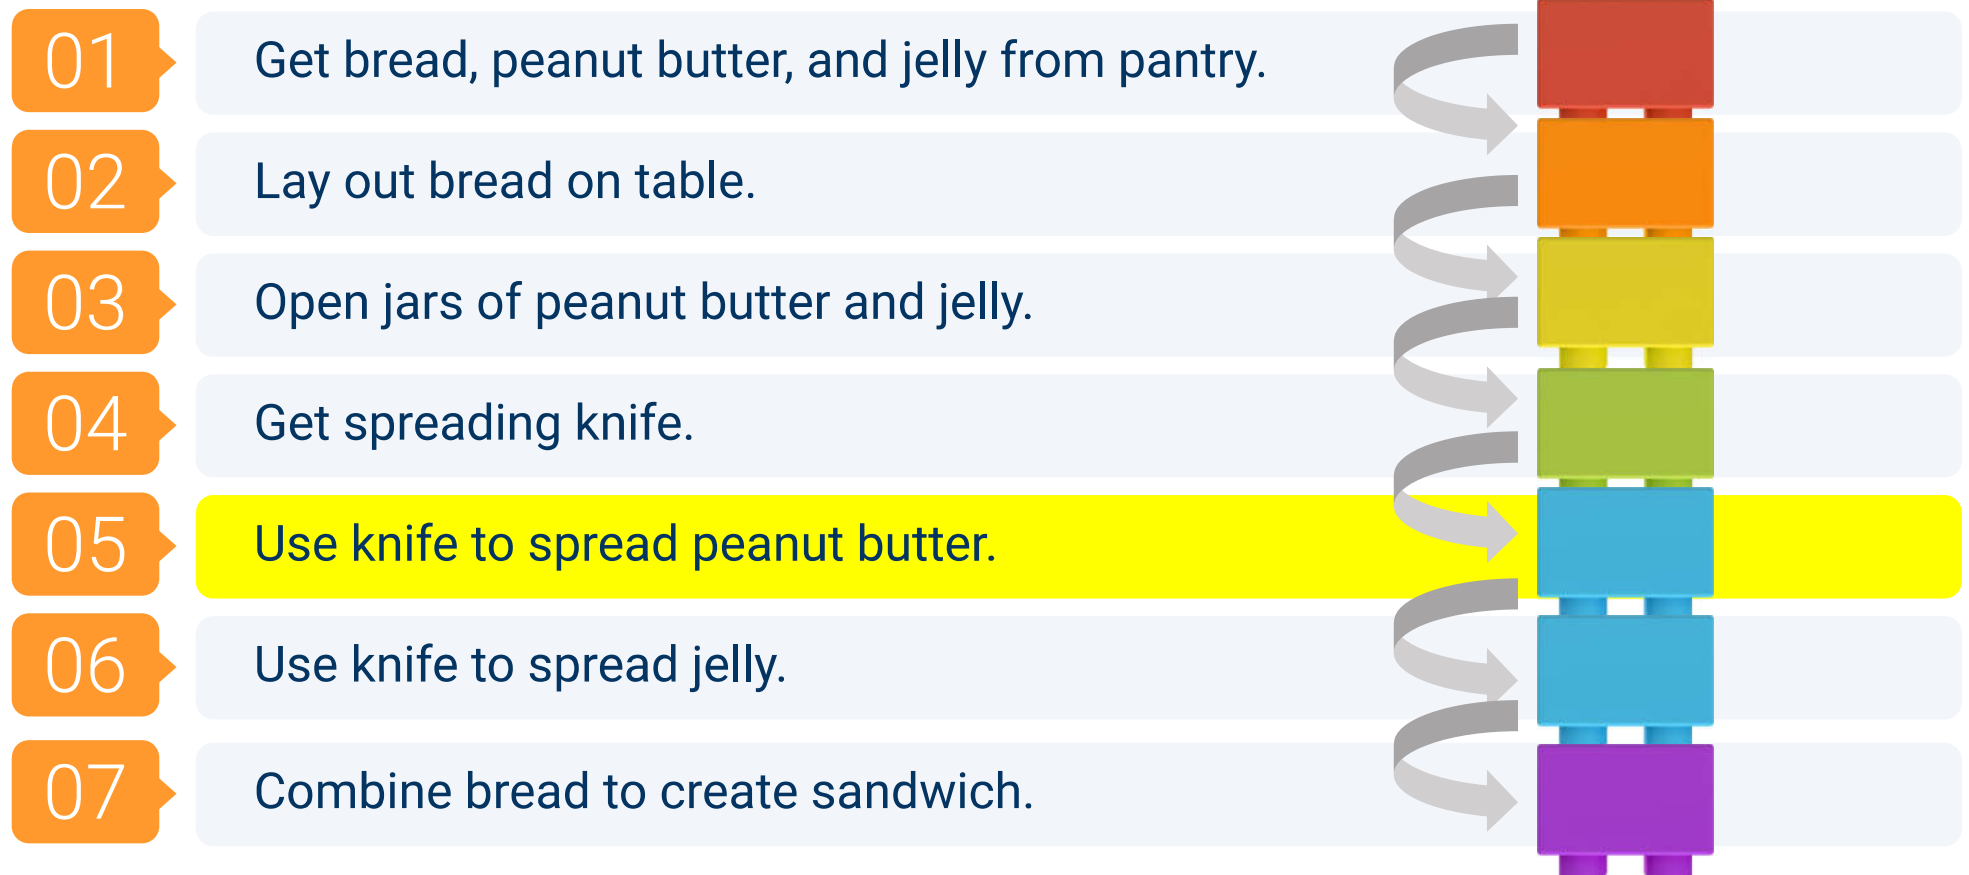 01 Get bread, peanut butter, and jelly from pantry.
02 Lay out bread on table.
03 Open jars of peanut butter and jelly.
04 Get spreading knife.
05 Use knife to spread peanut butter.
06 Use knife to spread jelly.
07 Combine bread to create sandwich.